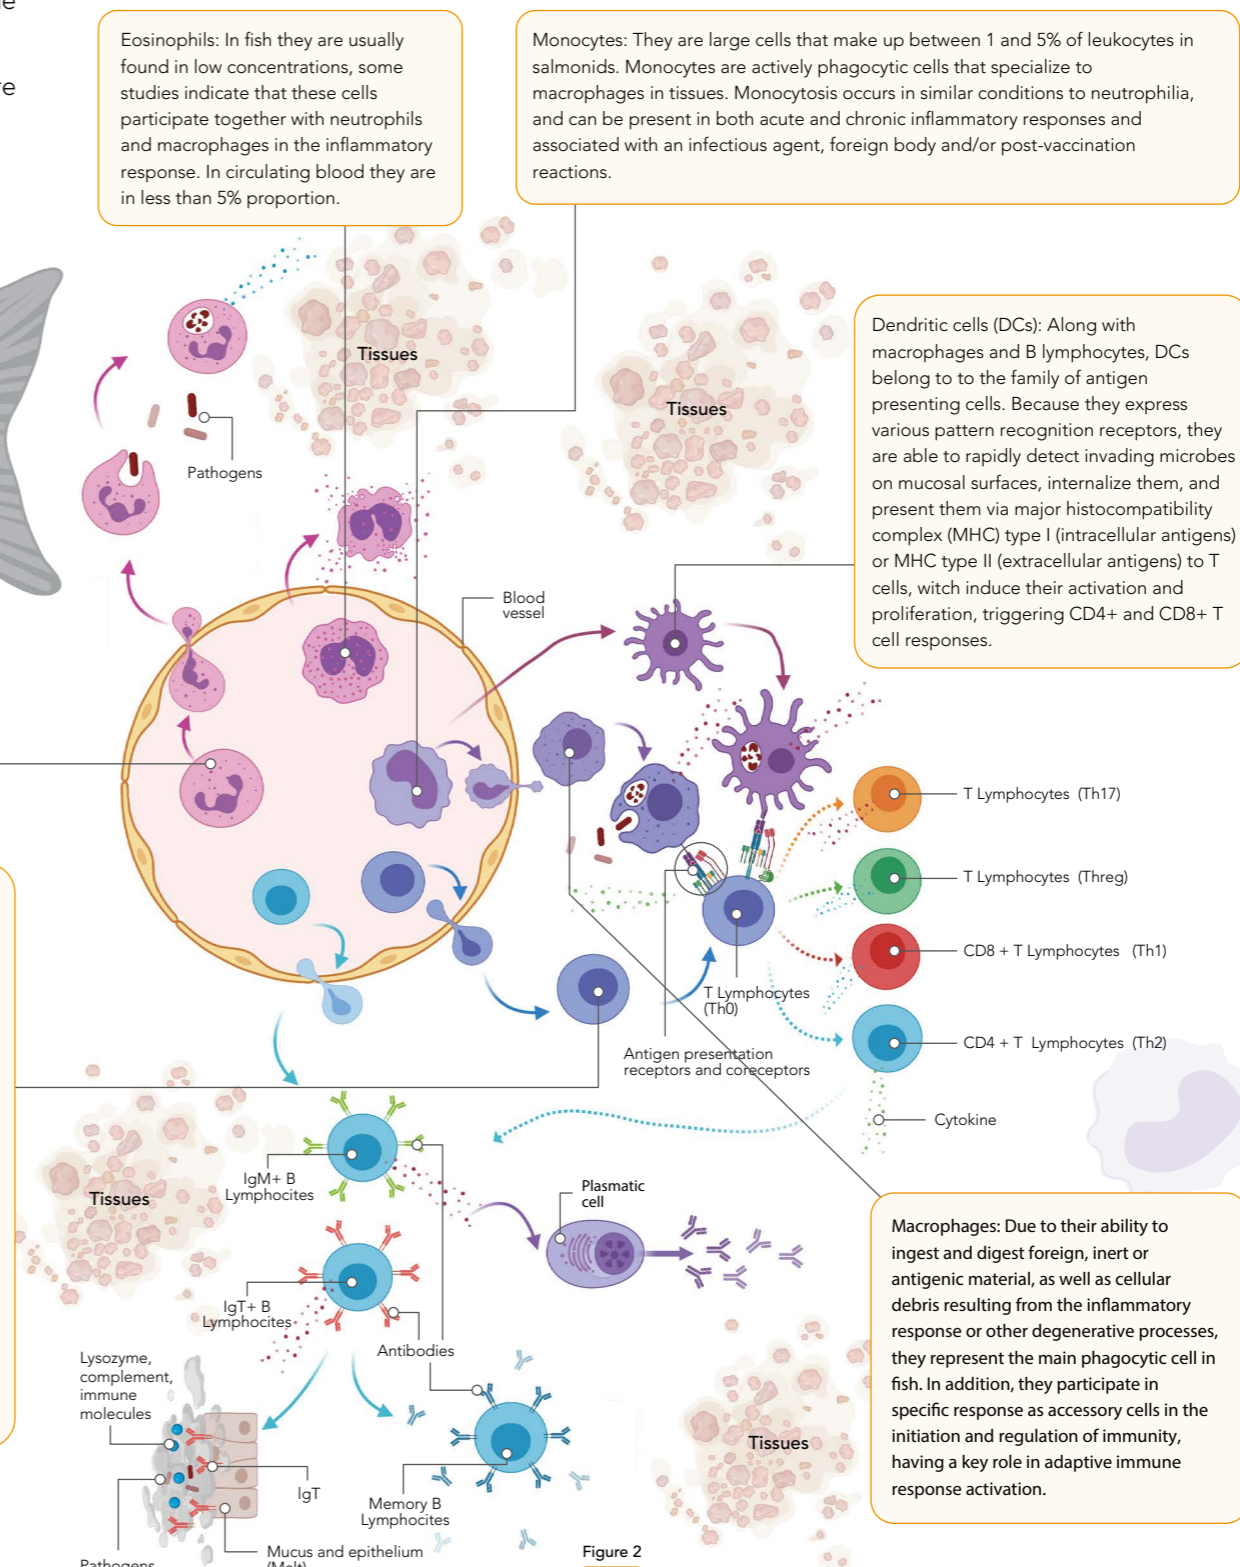 Eosinophils: In fish they are usually
found in low concentrations, some
studies indicate that these cells
participate together with neutrophils
and macrophages in the inflammatory
response. In circulating blood they are
in less than 5% proportion.
Monocytes: They are large cells that make up between 1 and 5% of leukocytes in
salmonids. Monocytes are actively phagocytic cells that specialize to
macrophages in tissues. Monocytosis occurs in similar conditions to neutrophilia,
and can be present in both acute and chronic inflammatory responses and
associated with an infectious agent, foreign body and/or post-vaccination
reactions.
Tissues
Tissues
Dendritic cells (DCs): Along with
macrophages and B lymphocytes, DCs
belong to to the family of antigen
presenting cells. Because they express
various pattern recognition receptors, they
are able to rapidly detect invading microbes
on mucosal surfaces, internalize them, and
present them via major histocompatibility
complex (MHC) type I (intracellular antigens)
or MHC type II (extracellular antigens) to T
cells, witch induce their activation and
proliferation, triggering CD4+ and CD8+ T
cell responses.
Pathogens
Blood
vessel
T Lymphocytes (Th17)
T Lymphocytes (Threg)
CD8 + T Lymphocytes (Th1)
T Lymphocytes
(Th0)
CD4 + T Lymphocytes (Th2)
Antigen presentation
receptors and coreceptors
Cytokine
IgM+ B
Lymphocites
Tissues
Plasmatic
cell
Macrophages: Due to their ability to
ingest and digest foreign, inert or
antigenic material, as well as cellular
debris resulting from the inflammatory
response or other degenerative processes,
they represent the main phagocytic cell in
fish. In addition, they participate in
specific response as accessory cells in the
initiation and regulation of immunity,
having a key role in adaptive immune
response activation.
IgT+ B
Lymphocites
Antibodies
Lysozyme,
complement,
immune
molecules
Tissues
IgT
Memory B
Lymphocites
Mucus and epithelium
(Malt)
Pathogens
Figure 2